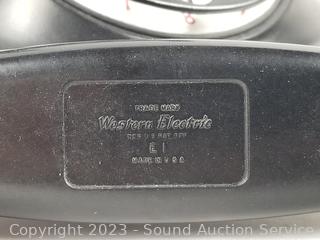 TRADE MARK
Western Electric
REG U S PAT OFF
E1
MADE IN U S A
Copyright 2023 - Sound Auction Service